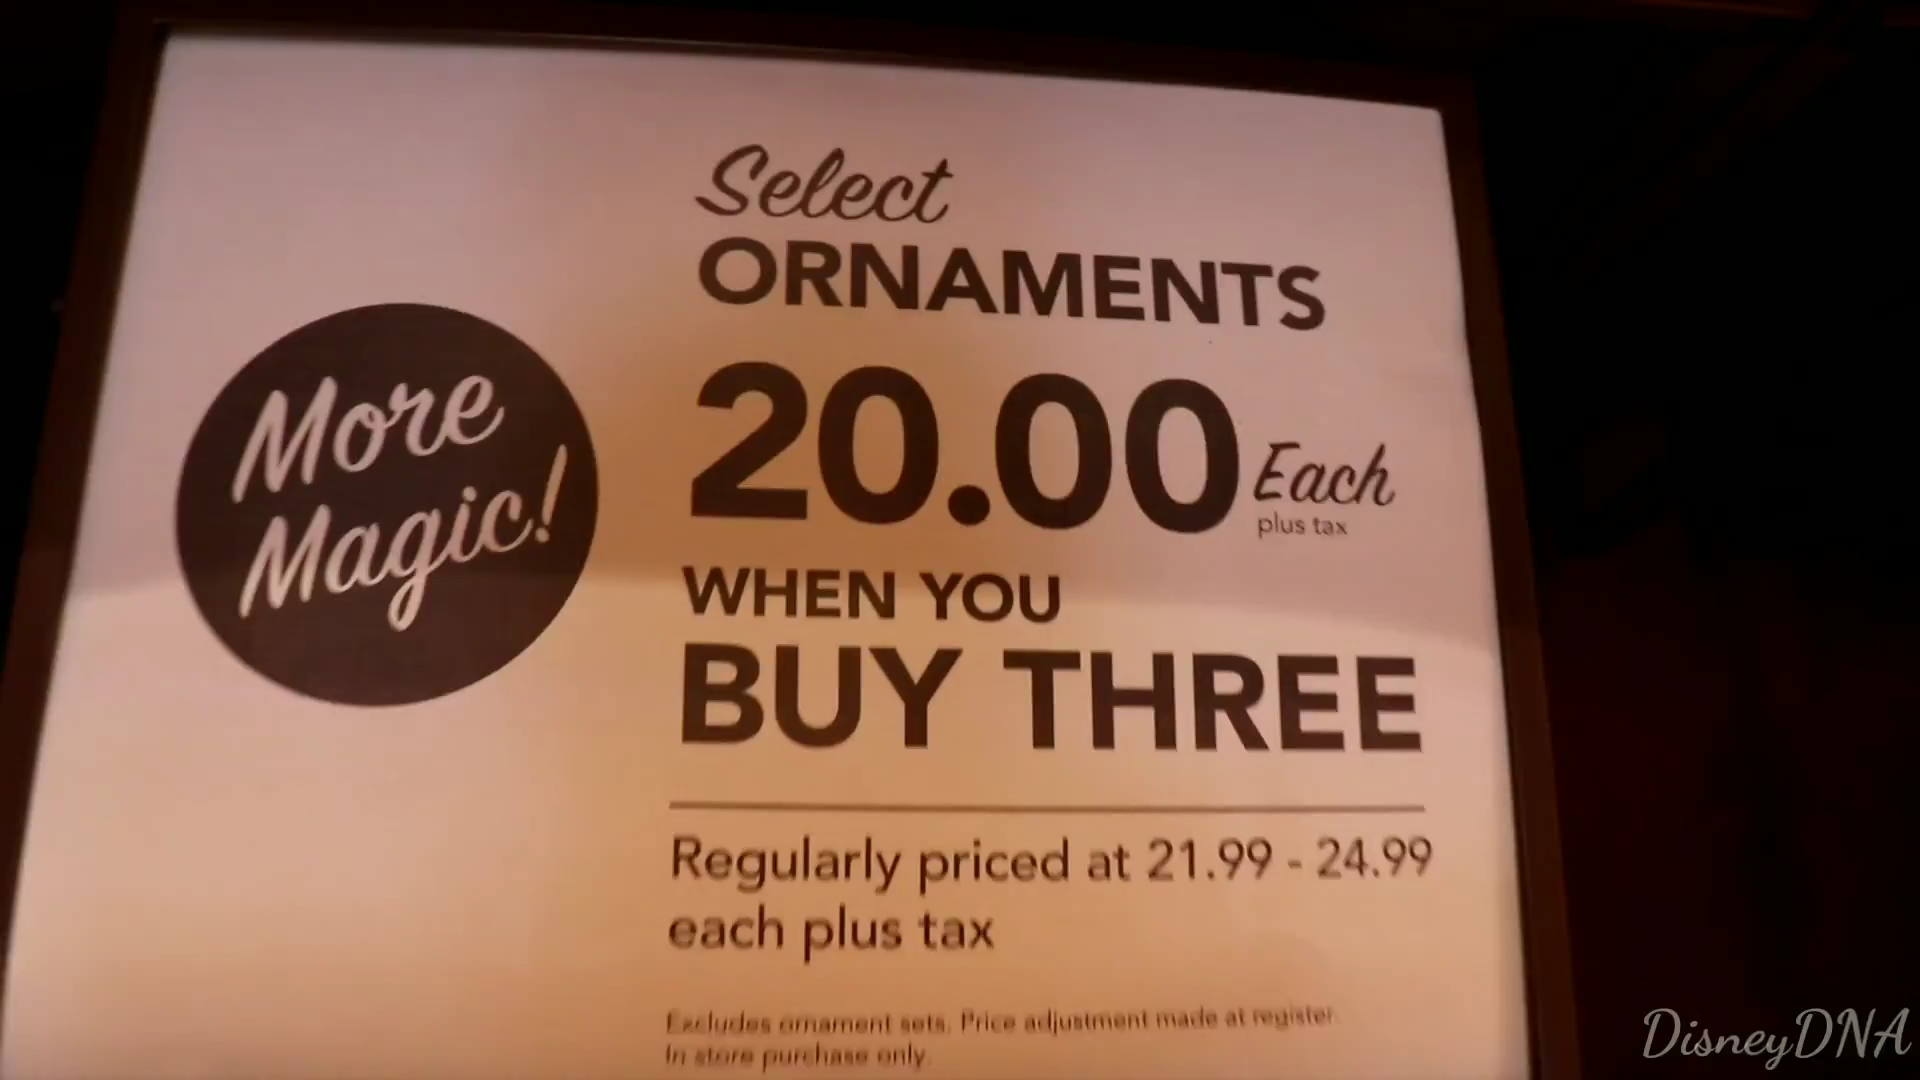 More
Magic!
Select
ORNAMENTS
20.00 Each
plus tax
WHEN YOU
BUY THREE
Regularly priced at 21.99 - 24.99
each plus tax
Excludes ornament sets. Price adjustment made at register.
In store purchase only.
DisneyDNA